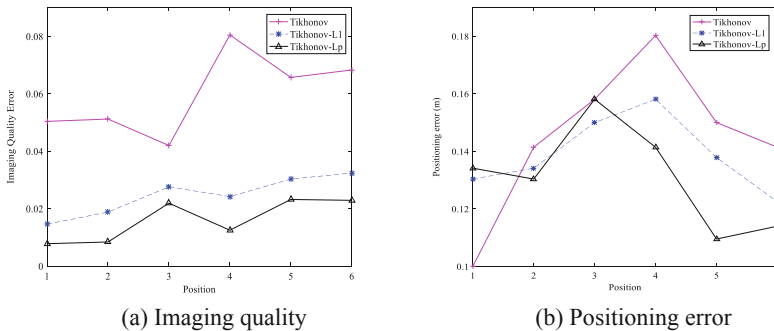 0.08
0.06
0.04
0.02
0
Imaging Quality Error
Tikhonov
Tikhonov-L1
Tikhonov-Lp
1 2 3 4 5 6
Position
(a) Imaging quality
0.18
0.16
0.14
0.12
0.1
Positioning error (m)
Tikhonov
Tikhonov-L1
Tikhonov-Lp
1 2 3 4 5
Position
(b) Positioning error